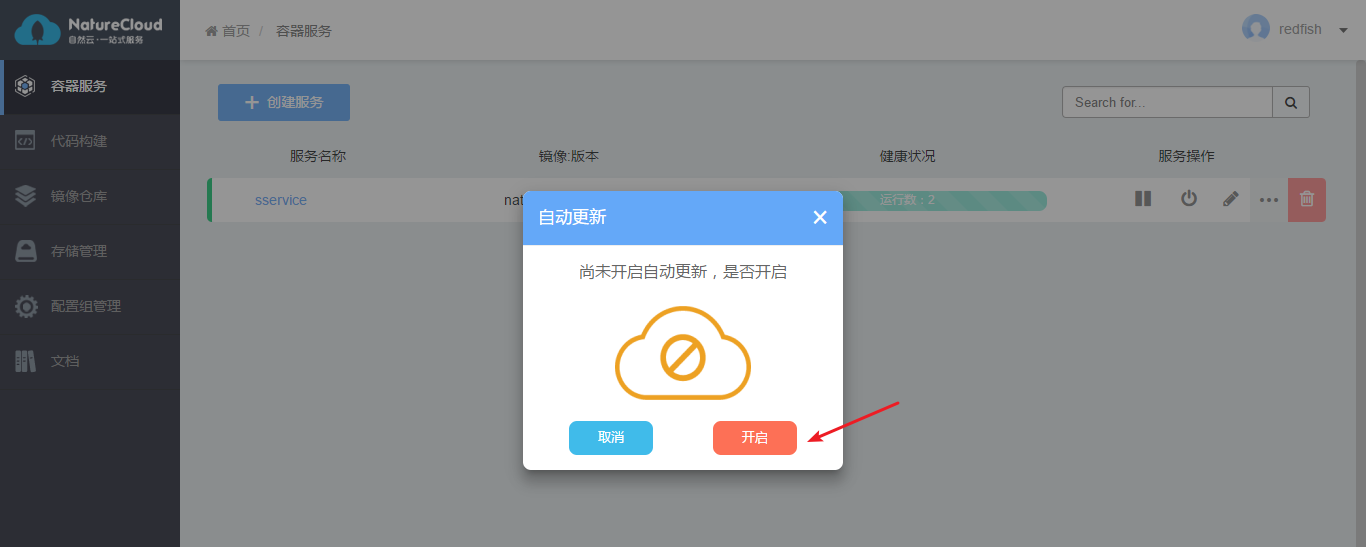 NatureCloud
自然云·一站式服务
首页 / 容器服务
redfish
容器服务
代码构建
镜像仓库
存储管理
配置组管理
文档
创建服务
Search for...
服务名称 镜像:版本 健康状况 服务操作
sservice nat 运行数：2
自动更新
尚未开启自动更新，是否开启
取消 开启